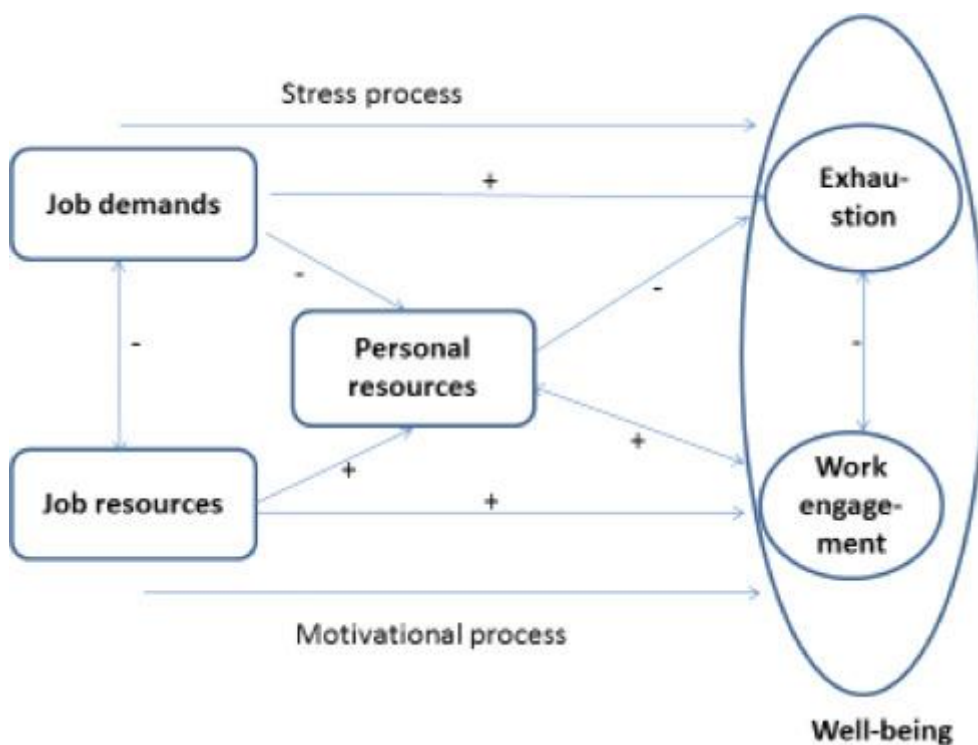 Stress process
Job demands
+
Exhau-
stion
-
-
Personal
resources
-
-
+
+
Job resources
+
Work
engage-
ment
Motivational process
Well-being